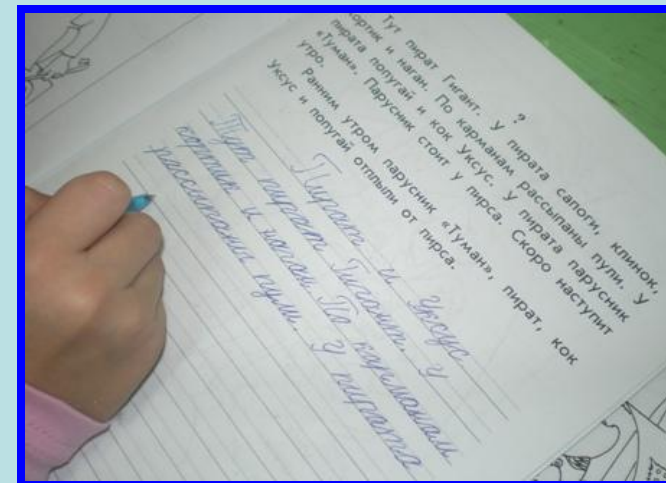 ?
Тут пират Гигант. У пирата сапоги, клинок,
кортик и наган. По карманам рассыпаны пули. У
пирата попугай и кок Уксус. У пирата парусник
«Туман». Парусник стоит у пирса. Скоро наступит
утро.
Ранним утром парусник «Туман», пират, кок
Уксус и попугай отплыли от пирса.
Пират и Уксус
Тут пират Гигант. У
кортик и наган По карманам
рассыпаны пули. У пирата